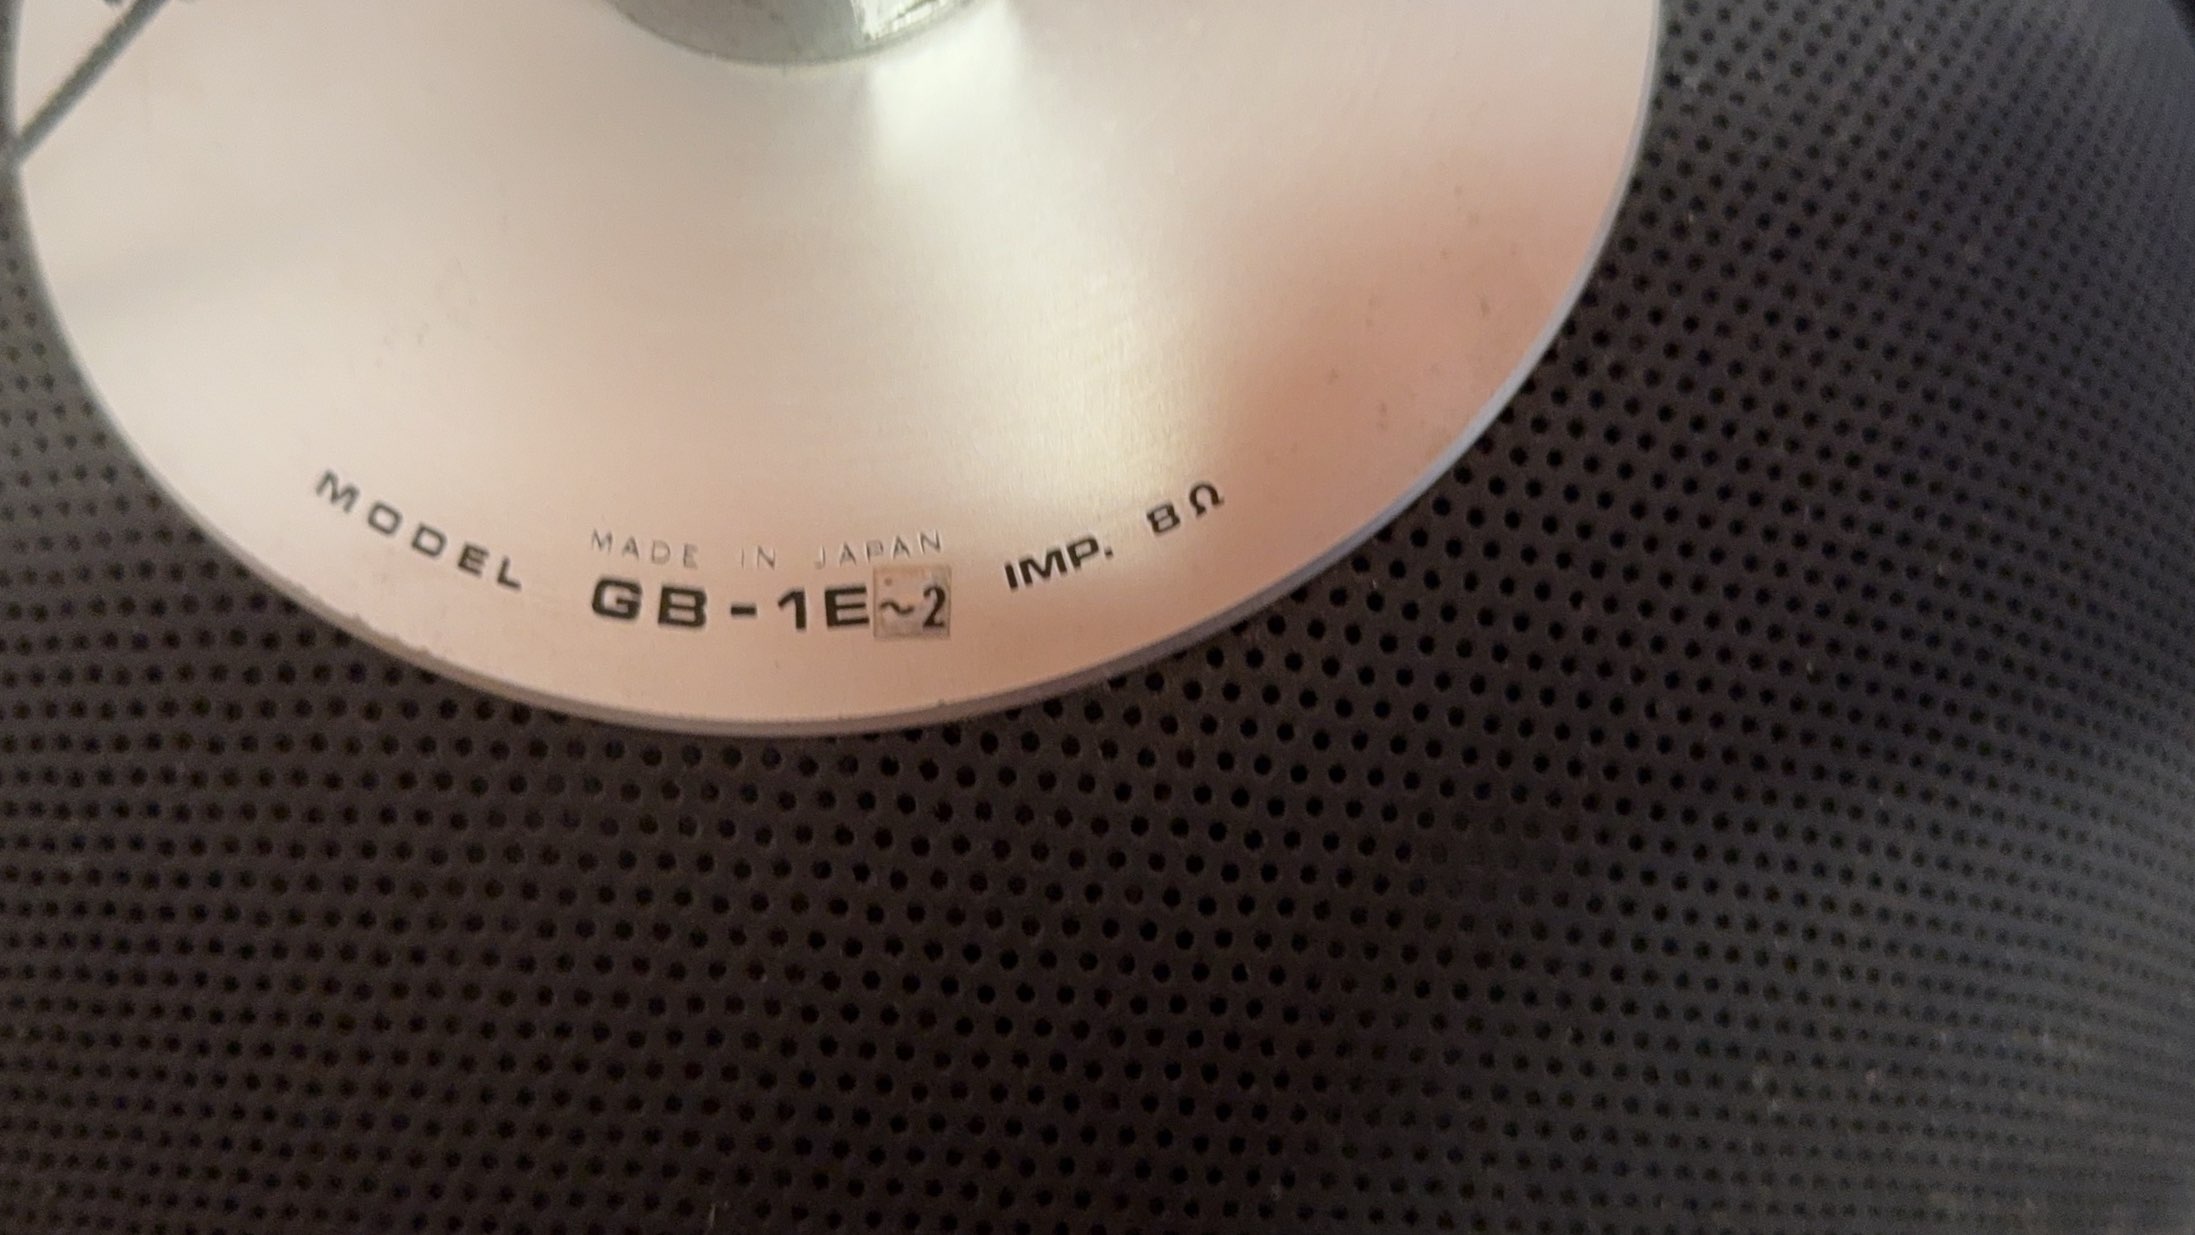 MODEL
MADE IN JAPAN
GB-1E~2
IMP. 8Ω